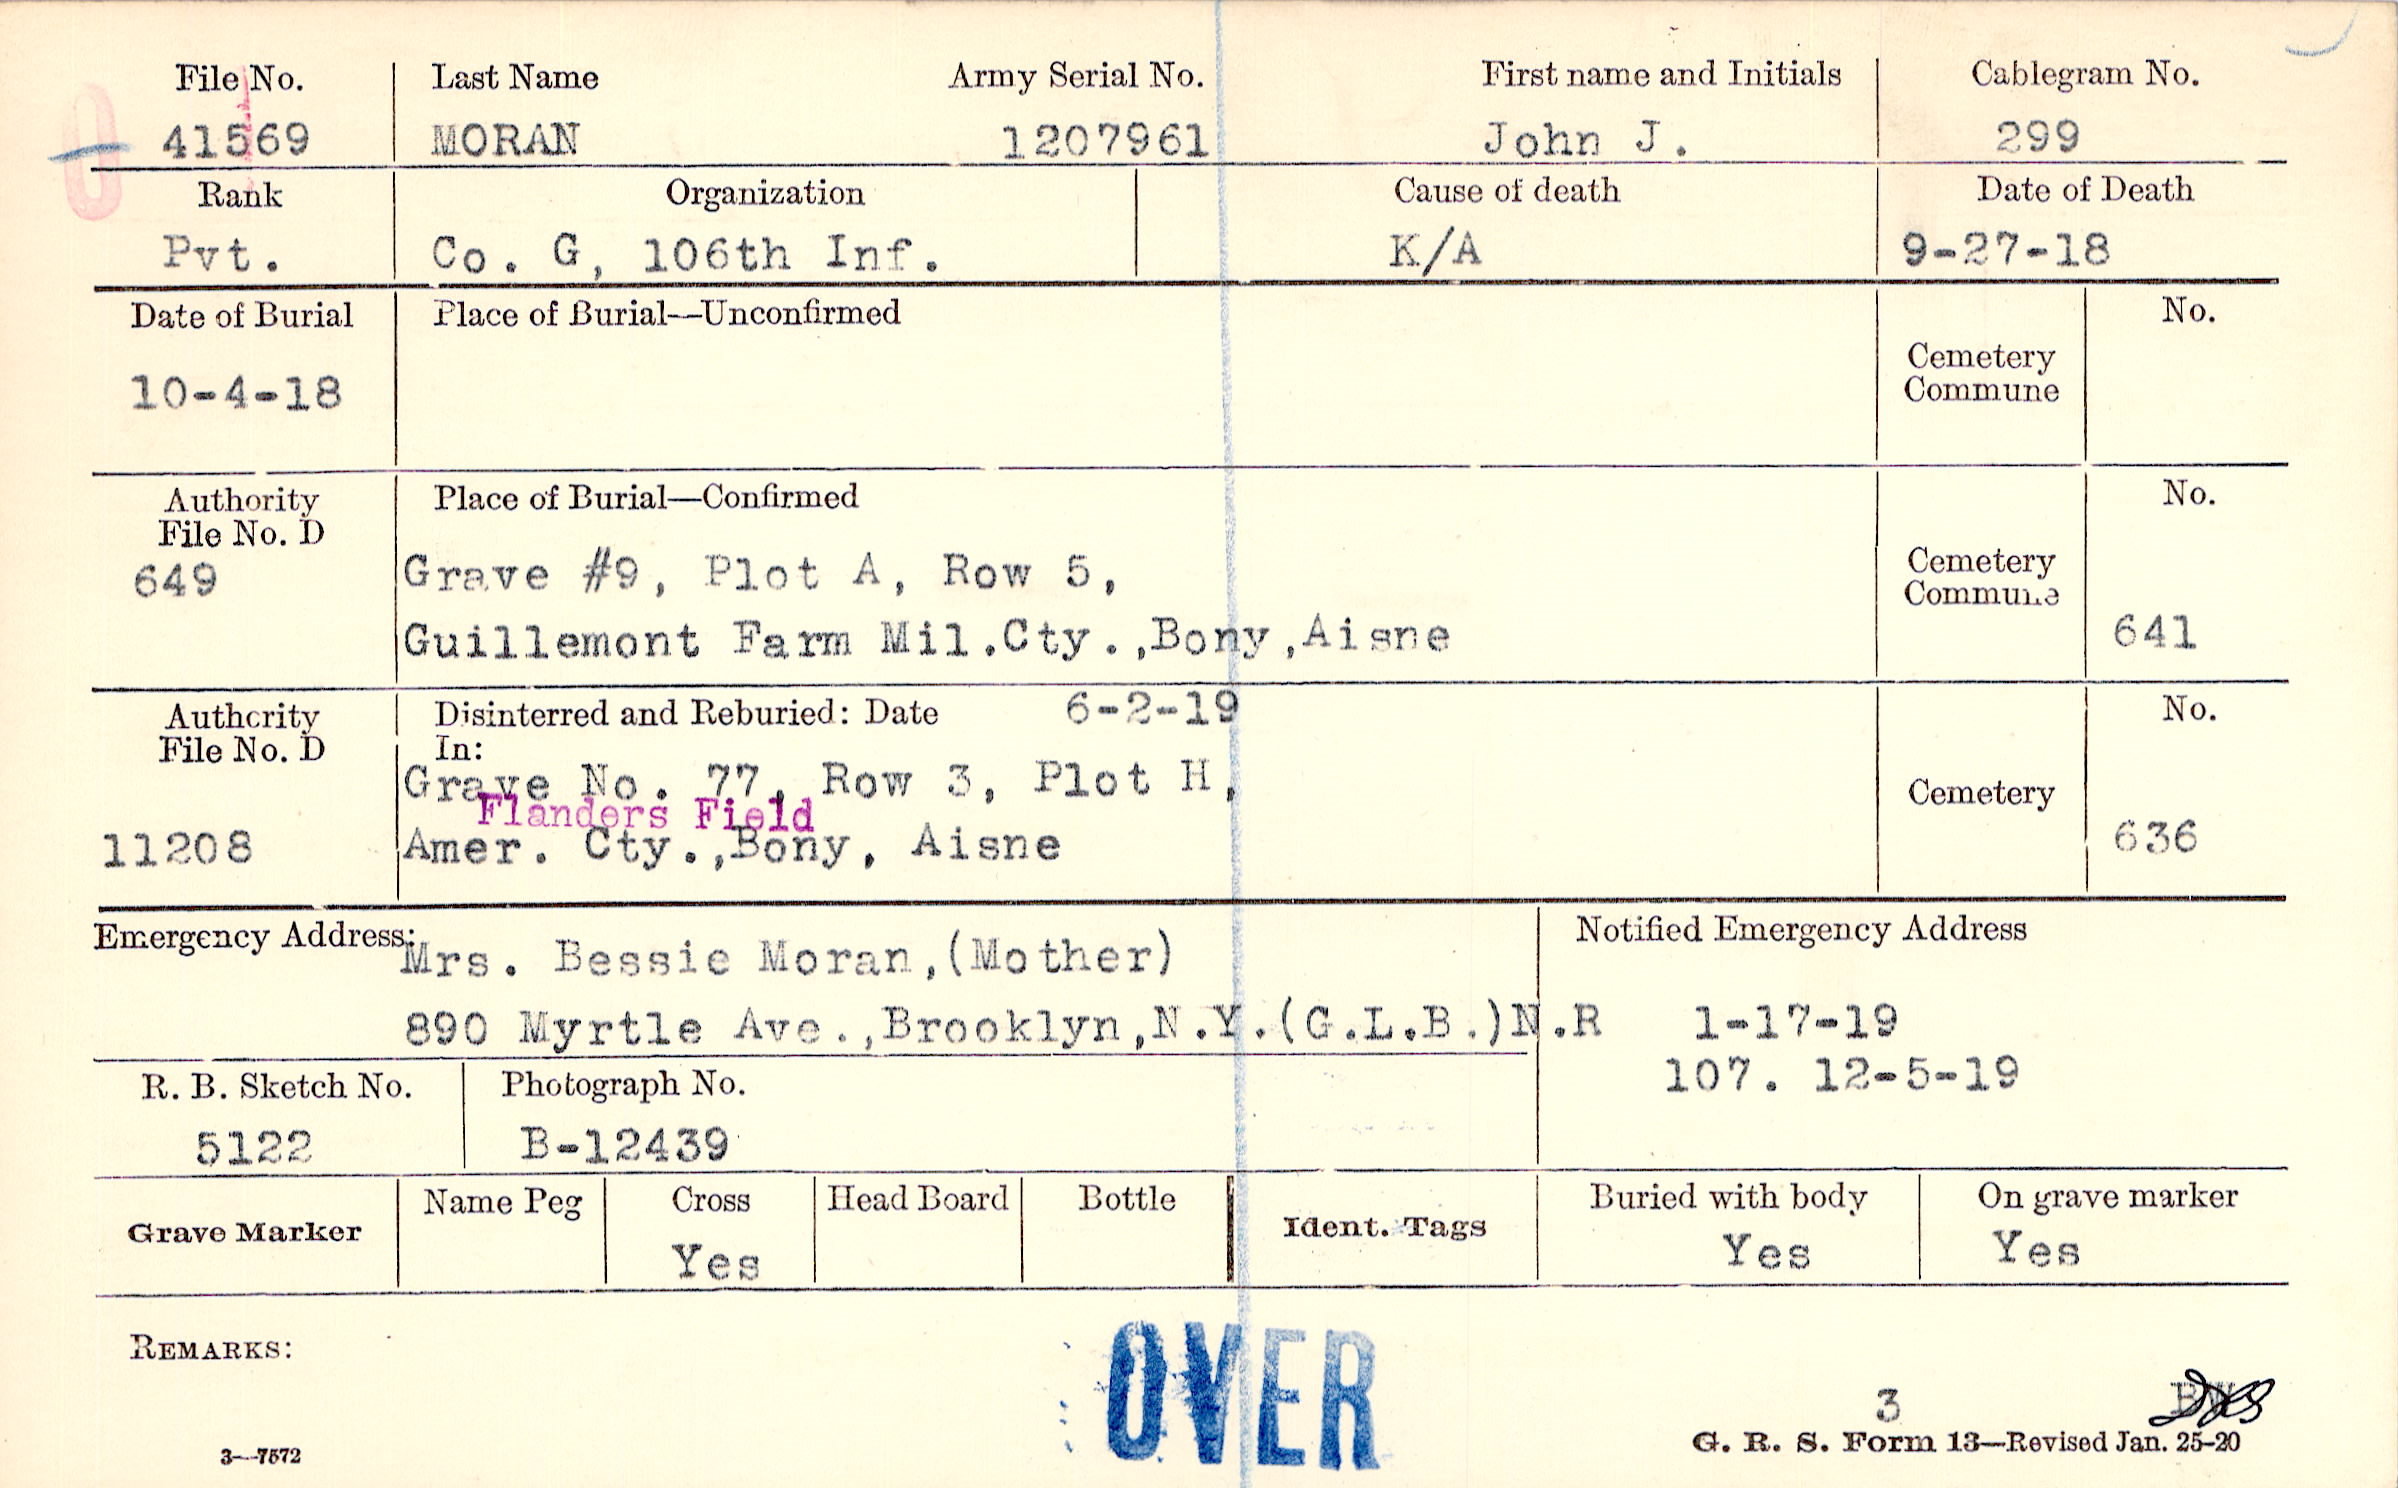 File No. Last Name Army Serial No. First name and Initials Cablegram No.
41569 MORAN 1207961 John J. 299
Rank Organization Cause of death Date of Death
Pvt. Co. G, 106th Inf. K/A 9-27-18
Date of Burial Place of Burial—Unconfirmed No.
Cemetery
Commune
10-4-18
Authority Place of Burial—Confirmed No.
File No. D
649 Grave #9, Plot A, Row 5, Cemetery
Commune
Guillemont Farm Mil.Cty.,Bony,Aisne 641
Authority Disinterred and Reburied: Date 6-2-19 No.
File No. D In:
Grave No. 77, Row 3, Plot H, Cemetery
Flanders Field
11208 Amer. Cty.,Bony, Aisne 636
Emergency Address: Mrs. Bessie Moran,(Mother) Notified Emergency Address
890 Myrtle Ave.,Brooklyn,N.Y.(G.L.B.)N.R 1-17-19
107. 12-5-19
R. B. Sketch No. Photograph No.
5122 B-12439
Grave Marker Name Peg Cross Head Board Bottle Ident. Tags Buried with body On grave marker
Yes Yes Yes
REMARKS:
OVER
3
3—7572 G. R. S. Form 13—Revised Jan. 25-20